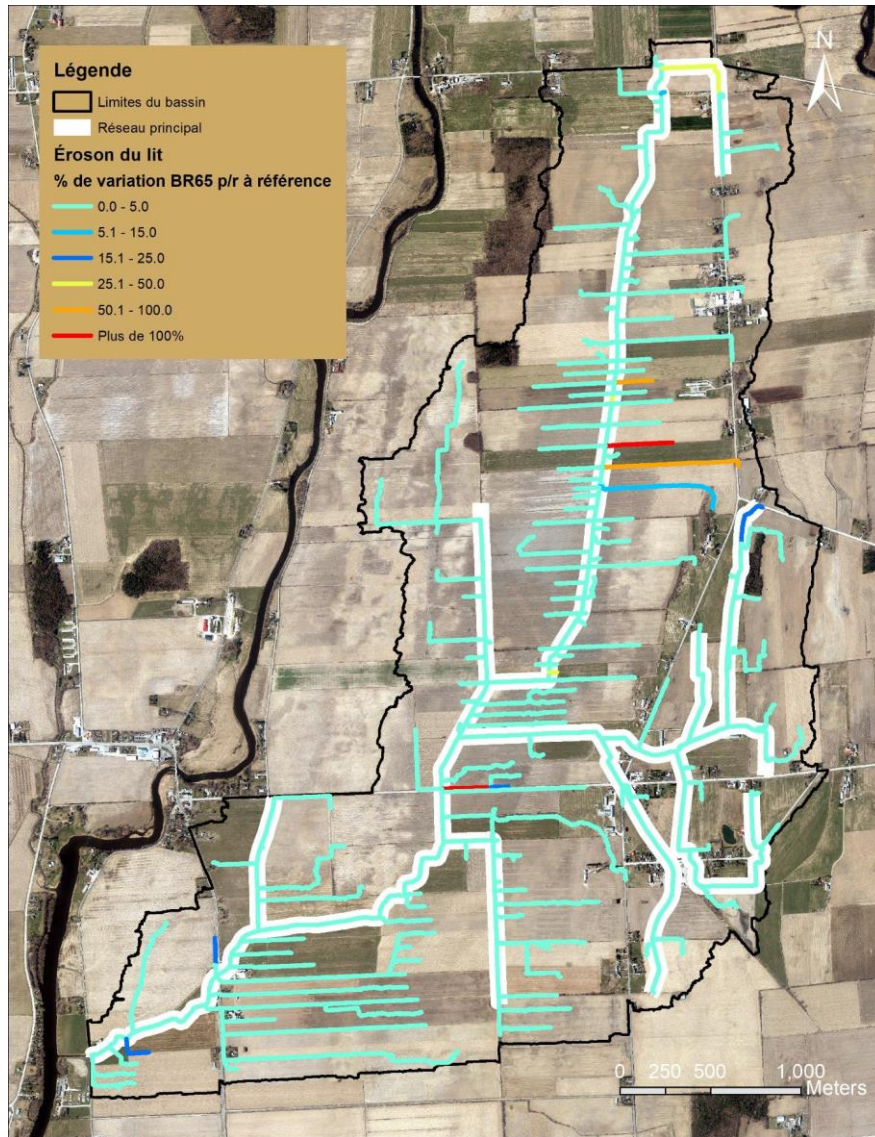 N
Légende
Limites du bassin
Réseau principal
Éroson du lit
% de variation BR65 p/r à référence
0.0 - 5.0
5.1 - 15.0
15.1 - 25.0
25.1 - 50.0
50.1 - 100.0
Plus de 100%
0 250 500 1,000
Meters